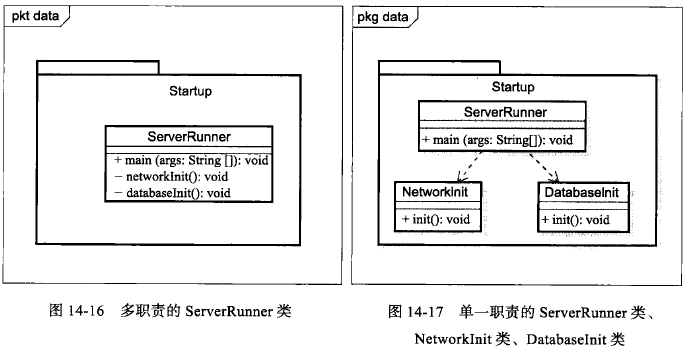 pkt data
Startup
ServerRunner
+ main (args: String []): void
− networkInit(): void
− databaseInit(): void
图 14-16 多职责的 ServerRunner 类
pkg data
Startup
ServerRunner
+ main (args: String[]): void
NetworkInit
+ init(): void
DatabaseInit
+ init(): void
图 14-17 单一职责的 ServerRunner 类、
NetworkInit 类、DatabaseInit 类